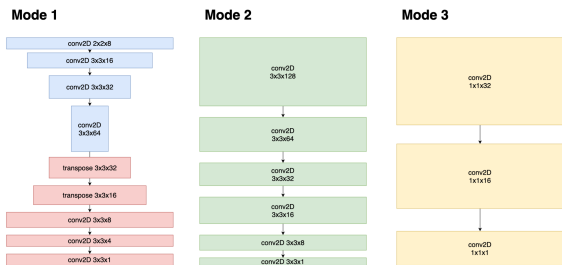 Mode 1
conv2D 2x2x8
conv2D 3x3x16
conv2D 3x3x32
conv2D
3x3x64
transpose 3x3x32
transpose 3x3x16
conv2D 3x3x8
conv2D 3x3x4
conv2D 3x3x1
Mode 2
conv2D
3x3x128
conv2D
3x3x64
conv2D
3x3x32
conv2D
3x3x16
conv2D 3x3x8
conv2D 3x3x1
Mode 3
conv2D
1x1x32
conv2D
1x1x16
conv2D
1x1x1